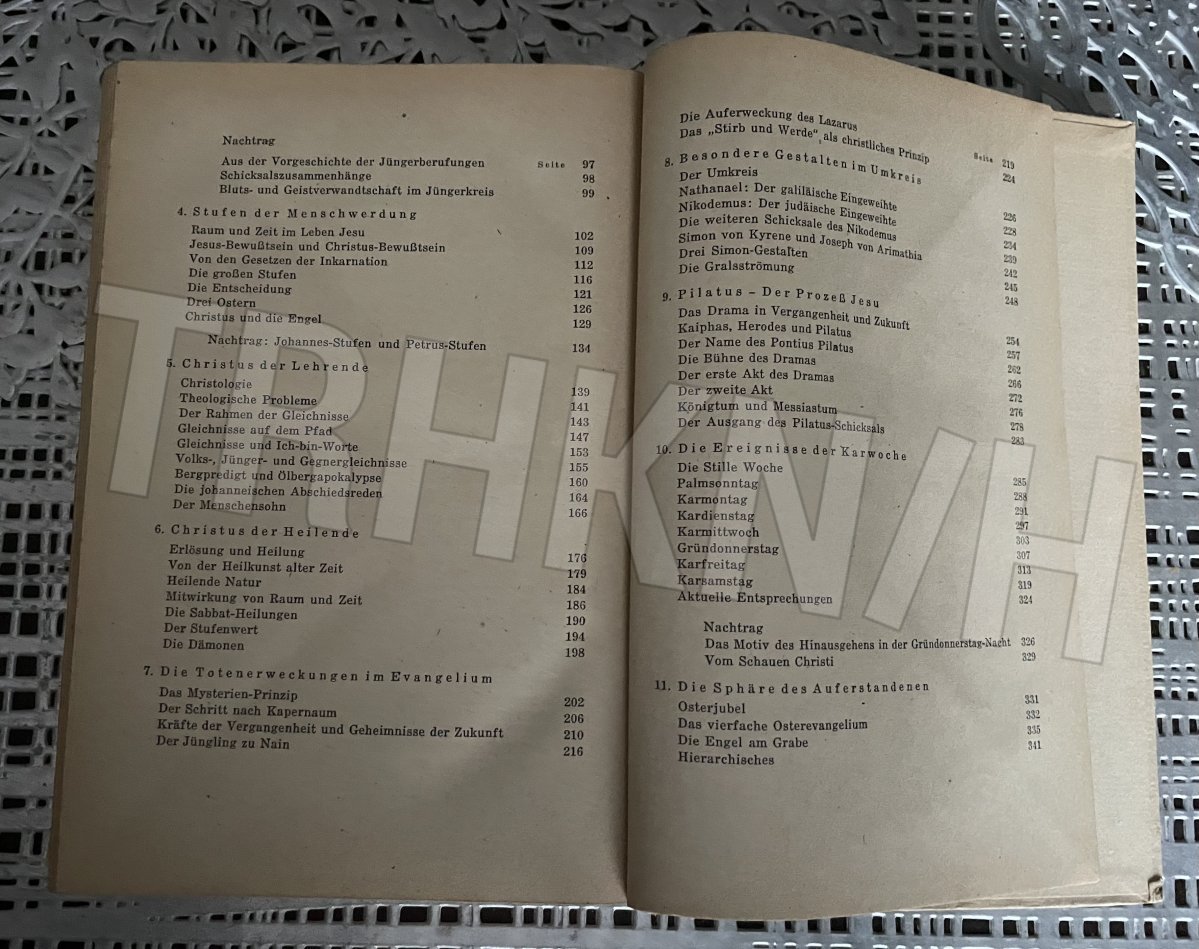 Nachtrag
Aus der Vorgeschichte der Jüngerberufungen Seite 97
Schicksalszusammenhänge 98
Bluts- und Geistverwandtschaft im Jüngerkreis 99
4. Stufen der Menschwerdung
Raum und Zeit im Leben Jesu 102
Jesus-Bewußtsein und Christus-Bewußtsein 109
Von den Gesetzen der Inkarnation 112
Die großen Stufen 116
Die Entscheidung 121
Drei Ostern 126
Christus und die Engel 129
Nachtrag: Johannes-Stufen und Petrus-Stufen 134
5. Christus der Lehrende
Christologie 139
Theologische Probleme 141
Der Rahmen der Gleichnisse 143
Gleichnisse auf dem Pfad 147
Gleichnisse und Ich-bin-Worte 153
Volks-, Jünger- und Gegnergleichnisse 155
Bergpredigt und Ölbergapokalypse 160
Die johanneischen Abschiedsreden 164
Der Menschensohn 166
6. Christus der Heilende
Erlösung und Heilung 176
Von der Heilkunst alter Zeit 179
Heilende Natur 184
Mitwirkung von Raum und Zeit 186
Die Sabbat-Heilungen 190
Der Stufenwert 194
Die Dämonen 198
7. Die Totenerweckungen im Evangelium
Das Mysterien-Prinzip 202
Der Schritt nach Kapernaum 206
Kräfte der Vergangenheit und Geheimnisse der Zukunft 210
Der Jüngling zu Nain 216
Die Auferweckung des Lazarus Seite 219
Das „Stirb und Werde“ als christliches Prinzip 224
8. Besondere Gestalten im Umkreis
Der Umkreis 226
Nathanael: Der galiläische Eingeweihte 228
Nikodemus: Der judäische Eingeweihte 234
Die weiteren Schicksale des Nikodemus 239
Simon von Kyrene und Joseph von Arimathia 242
Drei Simon-Gestalten 245
Die Gralsströmung 248
9. Pilatus – Der Prozeß Jesu
Das Drama in Vergangenheit und Zukunft 254
Kaiphas, Herodes und Pilatus 257
Der Name des Pontius Pilatus 262
Die Bühne des Dramas 266
Der erste Akt des Dramas 272
Der zweite Akt 276
Königtum und Messiastum 278
Der Ausgang des Pilatus-Schicksals 283
10. Die Ereignisse der Karwoche
Die Stille Woche 285
Palmsonntag 288
Karmontag 291
Kardienstag 297
Karmittwoch 303
Gründonnerstag 307
Karfreitag 313
Karsamstag 319
Aktuelle Entsprechungen 324
Nachtrag
Das Motiv des Hinausgehens in der Gründonnerstag-Nacht 326
Vom Schauen Christi 329
11. Die Sphäre des Auferstandenen
Osterjubel 331
Das vierfache Osterevangelium 332
Die Engel am Grabe 335
Hierarchisches 341
TRHKN/H